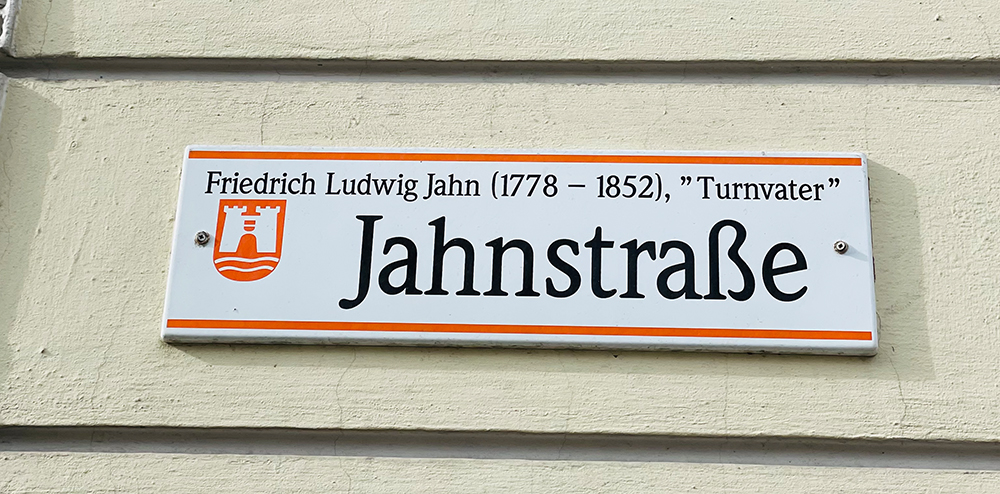 Friedrich Ludwig Jahn (1778 – 1852), ”Turnvater”
Jahnstraße